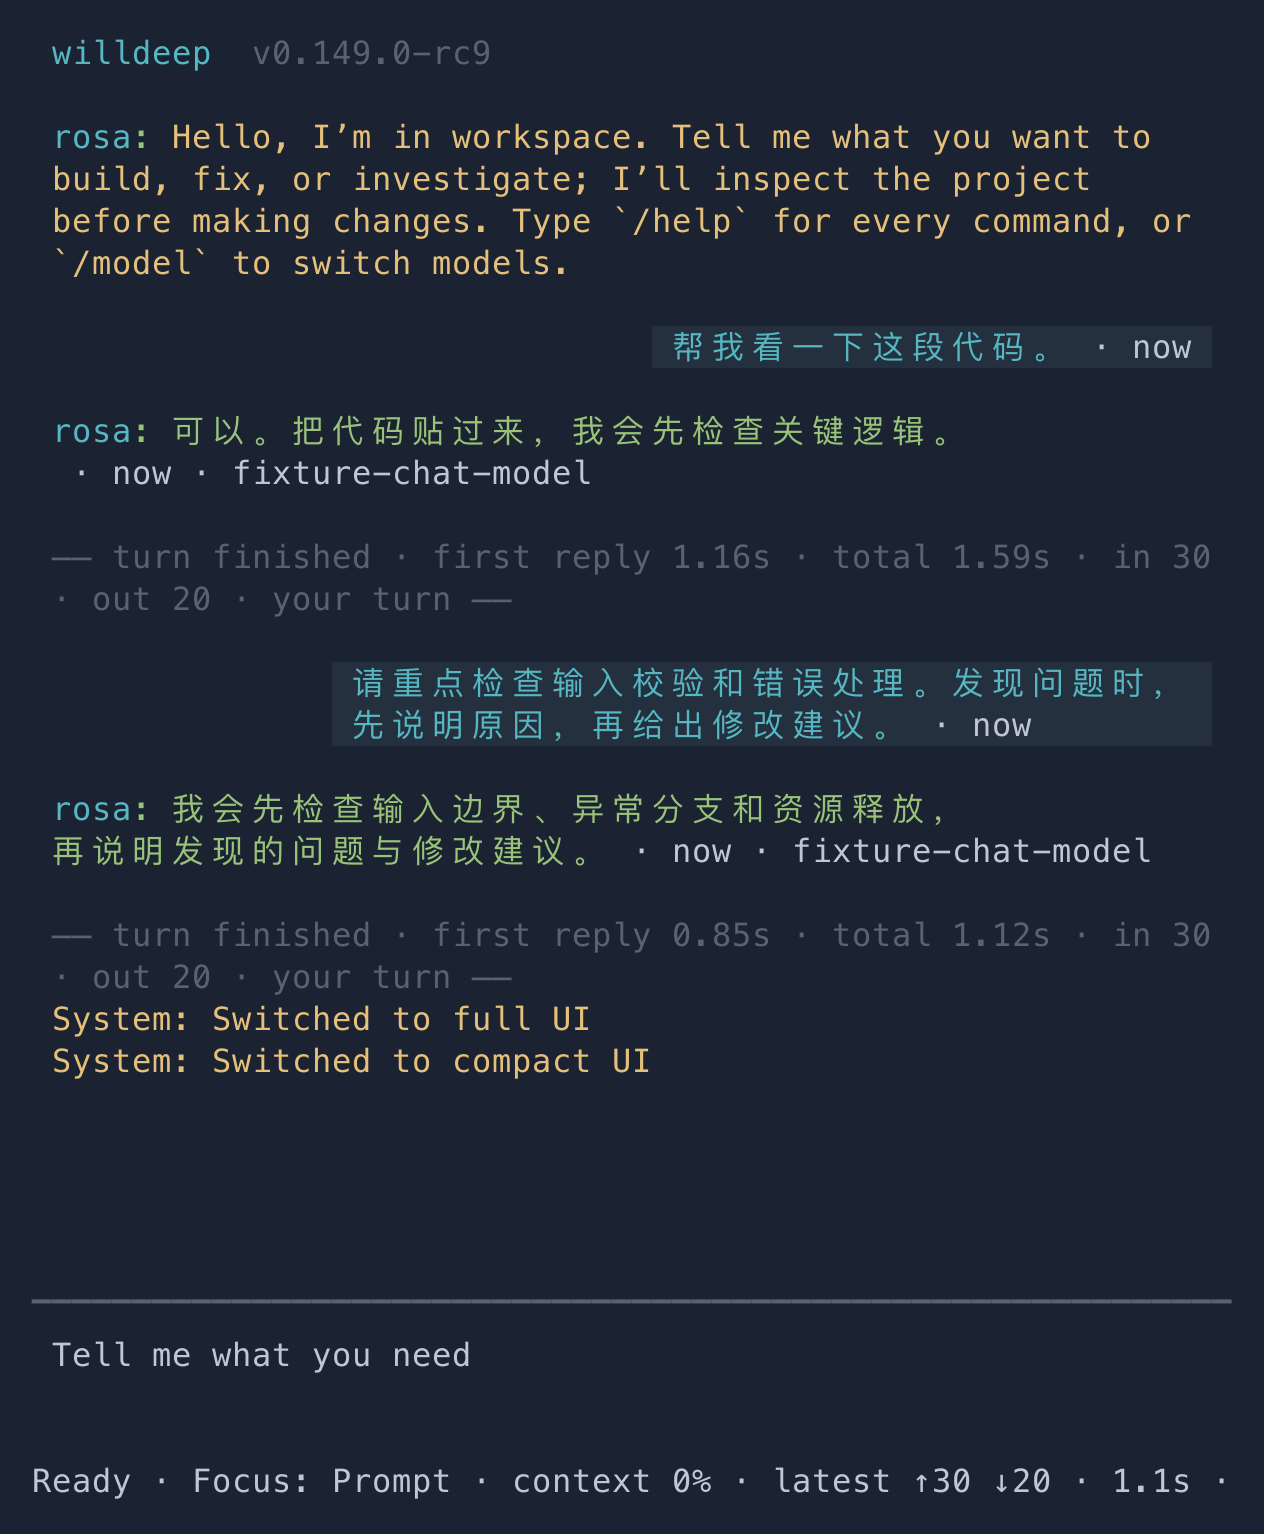 willdeep v0.149.0-rc9
rosa: Hello, I’m in workspace. Tell me what you want to
build, fix, or investigate; I’ll inspect the project
before making changes. Type `/help` for every command, or
`/model` to switch models.
帮我看一下这段代码。 · now
rosa: 可以。把代码贴过来，我会先检查关键逻辑。
· now · fixture-chat-model
—— turn finished · first reply 1.16s · total 1.59s · in 30
· out 20 · your turn ——
请重点检查输入校验和错误处理。发现问题时，
先说明原因，再给出修改建议。 · now
rosa: 我会先检查输入边界、异常分支和资源释放，
再说明发现的问题与修改建议。 · now · fixture-chat-model
—— turn finished · first reply 0.85s · total 1.12s · in 30
· out 20 · your turn ——
System: Switched to full UI
System: Switched to compact UI
Tell me what you need
Ready · Focus: Prompt · context 0% · latest ↑30 ↓20 · 1.1s ·